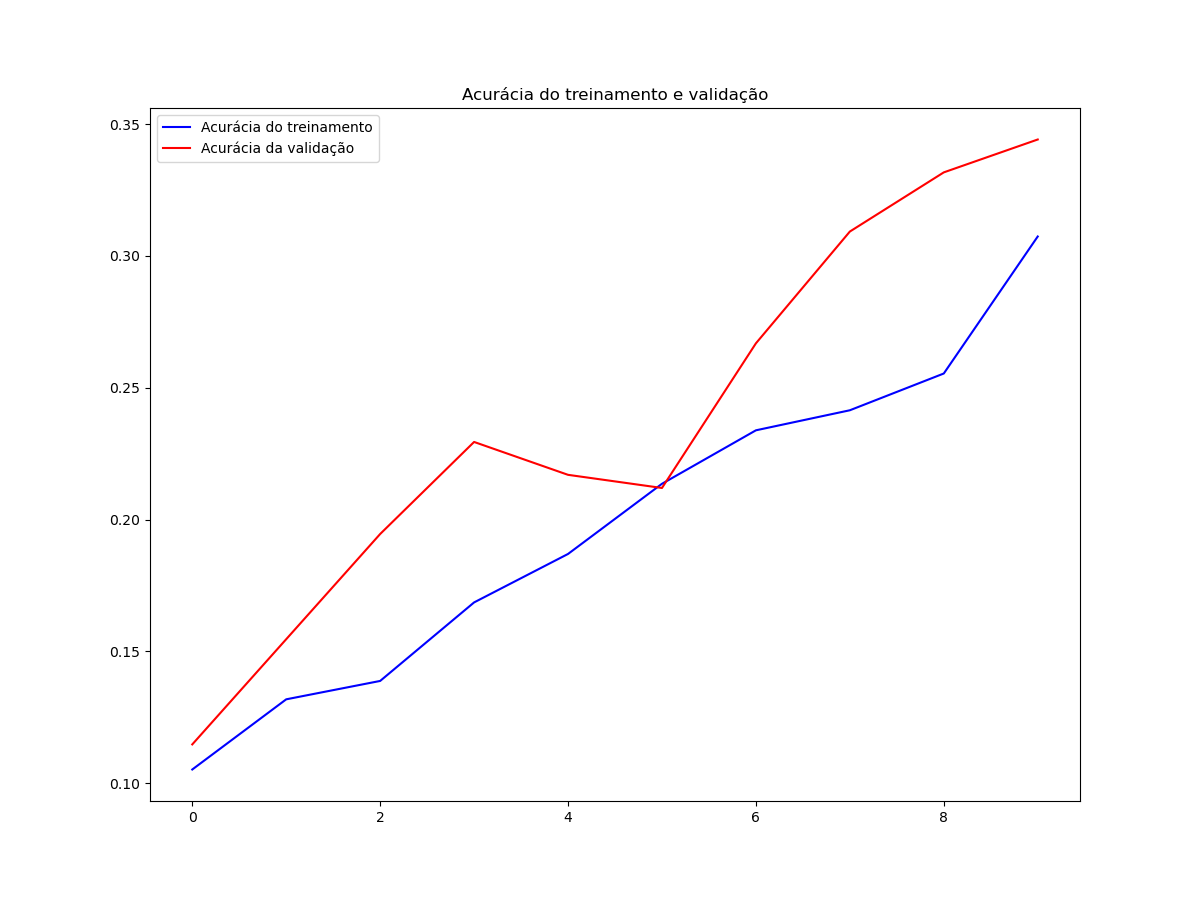 Acurácia do treinamento e validação
0.35
Acurácia do treinamento
Acurácia da validação
0.30
0.25
0.20
0.15
0.10
0 2 4 6 8